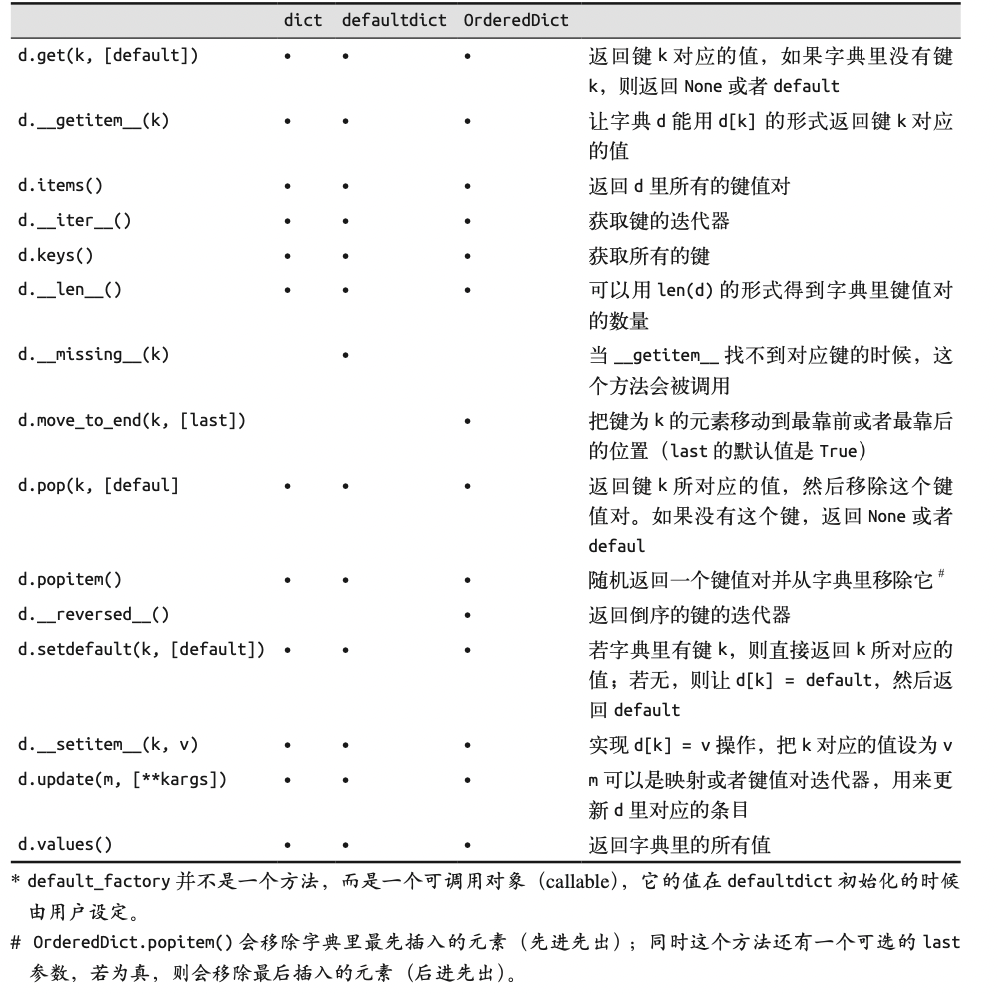 dict defaultdict OrderedDict
d.get(k, [default]) • • • 返回键 k 对应的值，如果字典里没有键
k，则返回 None 或者 default
d.__getitem__(k) • • • 让字典 d 能用 d[k] 的形式返回键 k 对应
的值
d.items() • • • 返回 d 里所有的键值对
d.__iter__() • • • 获取键的迭代器
d.keys() • • • 获取所有的键
d.__len__() • • • 可以用 len(d) 的形式得到字典里键值对
的数量
d.__missing__(k) • 当 __getitem__ 找不到对应键的时候，这
个方法会被调用
d.move_to_end(k, [last]) • 把键为 k 的元素移动到最靠前或者最靠后
的位置（last 的默认值是 True）
d.pop(k, [defaul] • • • 返回键 k 所对应的值，然后移除这个键
值对。如果没有这个键，返回 None 或者
defaul
d.popitem() • • • 随机返回一个键值对并从字典里移除它#
d.__reversed__() • 返回倒序的键的迭代器
d.setdefault(k, [default]) • • • 若字典里有键 k，则直接返回 k 所对应的
值；若无，则让 d[k] = default，然后返
回 default
d.__setitem__(k, v) • • • 实现 d[k] = v 操作，把 k 对应的值设为 v
d.update(m, [**kargs]) • • • m 可以是映射或者键值对迭代器，用来更
新 d 里对应的条目
d.values() • • • 返回字典里的所有值
* default_factory 并不是一个方法，而是一个可调用对象（callable），它的值在 defaultdict 初始化的时候
由用户设定。
# OrderedDict.popitem() 会移除字典里最先插入的元素（先进先出）；同时这个方法还有一个可选的 last
参数，若为真，则会移除最后插入的元素（后进先出）。